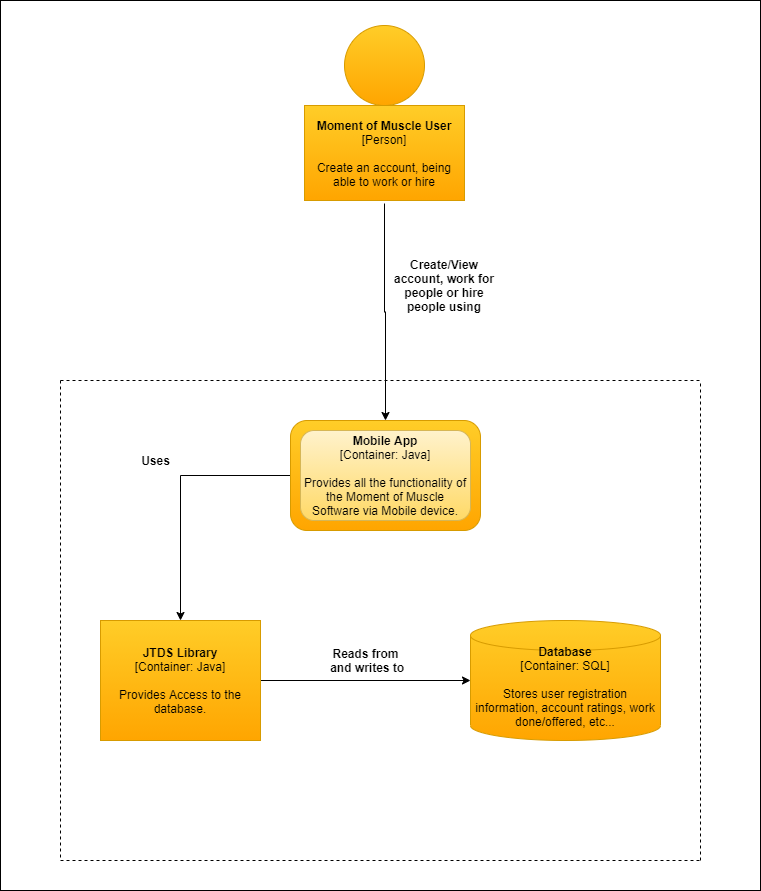 Moment of Muscle User
[Person]
Create an account, being
able to work or hire
Create/View
account, work for
people or hire
people using
Mobile App
[Container: Java]
Provides all the functionality of
the Moment of Muscle
Software via Mobile device.
Uses
JTDS Library
[Container: Java]
Provides Access to the
database.
Reads from
and writes to
Database
[Container: SQL]
Stores user registration
information, account ratings, work
done/offered, etc...